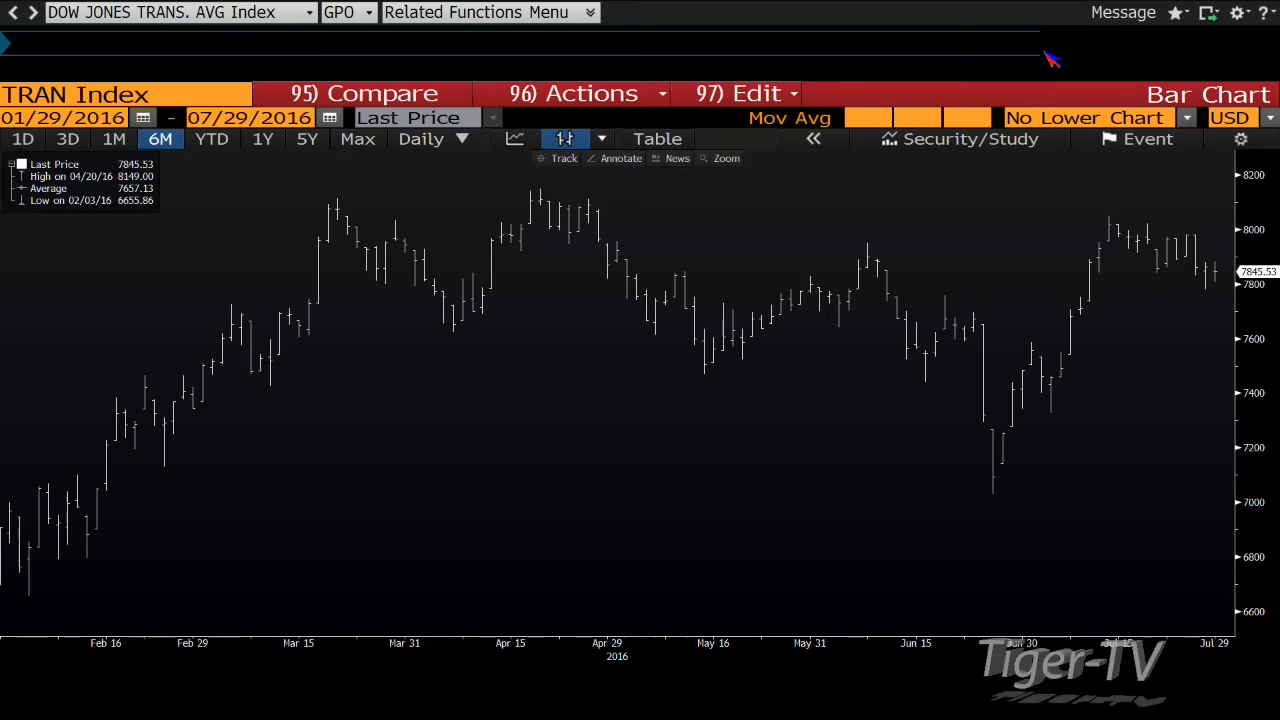 DOW JONES TRANS. AVG Index GPO Related Functions Menu Message ?
TRAN Index 95) Compare 96) Actions 97) Edit Bar Chart
01/29/2016 - 07/29/2016 Last Price Mov Avg No Lower Chart USD
1D 3D 1M 6M YTD 1Y 5Y Max Daily Table Security/Study Event
Track Annotate News Zoom
Last Price 7845.53
High on 04/20/16 8149.00
Average 7657.13
Low on 02/03/16 6655.86
8200
8000
7845.53
7800
7600
7400
7200
7000
6800
6600
Feb 16 Feb 29 Mar 15 Mar 31 Apr 15 Apr 29 May 16 May 31 Jun 15 Jun 30 Jul 15 Jul 29
2016
Tiger-TV